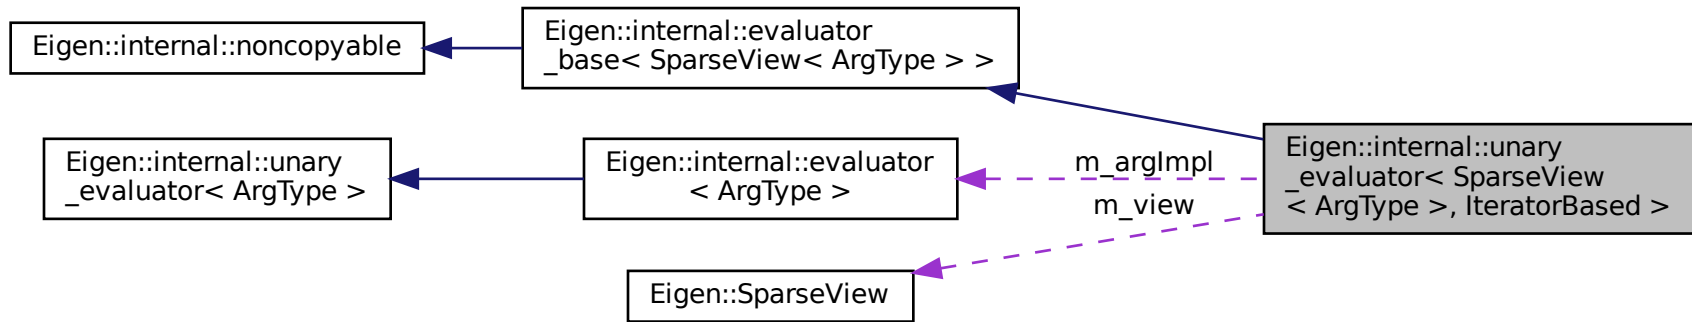 Eigen::internal::noncopyable
Eigen::internal::evaluator
_base< SparseView< ArgType > >
Eigen::internal::unary
_evaluator< ArgType >
Eigen::internal::evaluator
< ArgType >
m_argImpl
m_view
Eigen::internal::unary
_evaluator< SparseView
< ArgType >, IteratorBased >
Eigen::SparseView